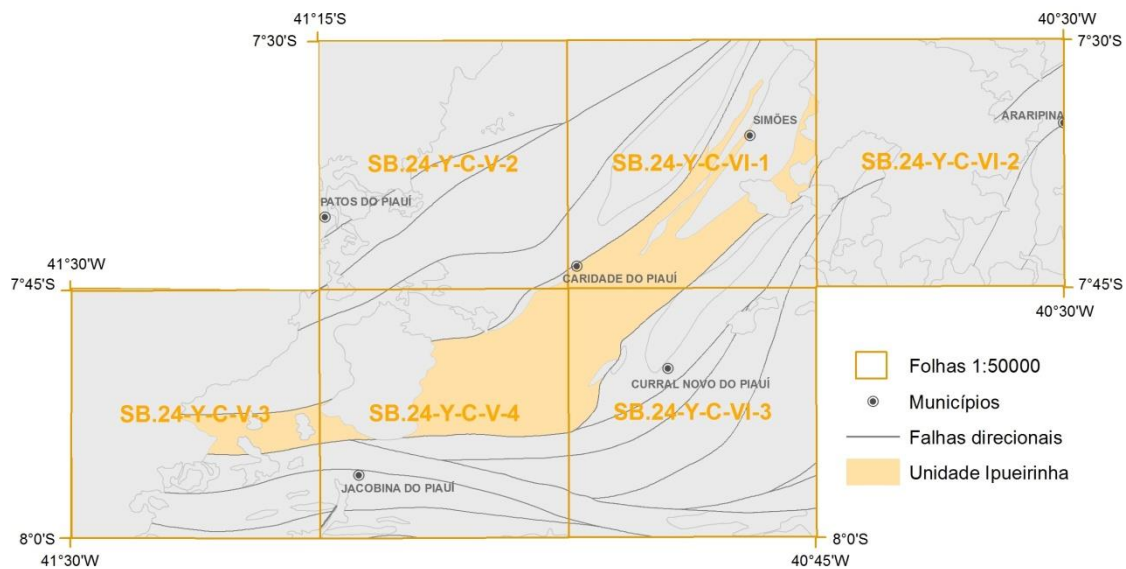 41°15'W
40°30'W
7°30'S
7°30'S
SIMÕES
ARARIPINA
SB.24-Y-C-V-2
SB.24-Y-C-VI-1
SB.24-Y-C-VI-2
PATOS DO PIAUÍ
41°30'W
CARIDADE DO PIAUÍ
7°45'S
7°45'S
40°30'W
Folhas 1:50000
CURRAL NOVO DO PIAUÍ
Municípios
SB.24-Y-C-V-3
SB.24-Y-C-V-4
SB.24-Y-C-VI-3
Falhas direcionais
Unidade Ipueirinha
JACOBINA DO PIAUÍ
8°0'S
8°0'S
41°30'W
40°45'W